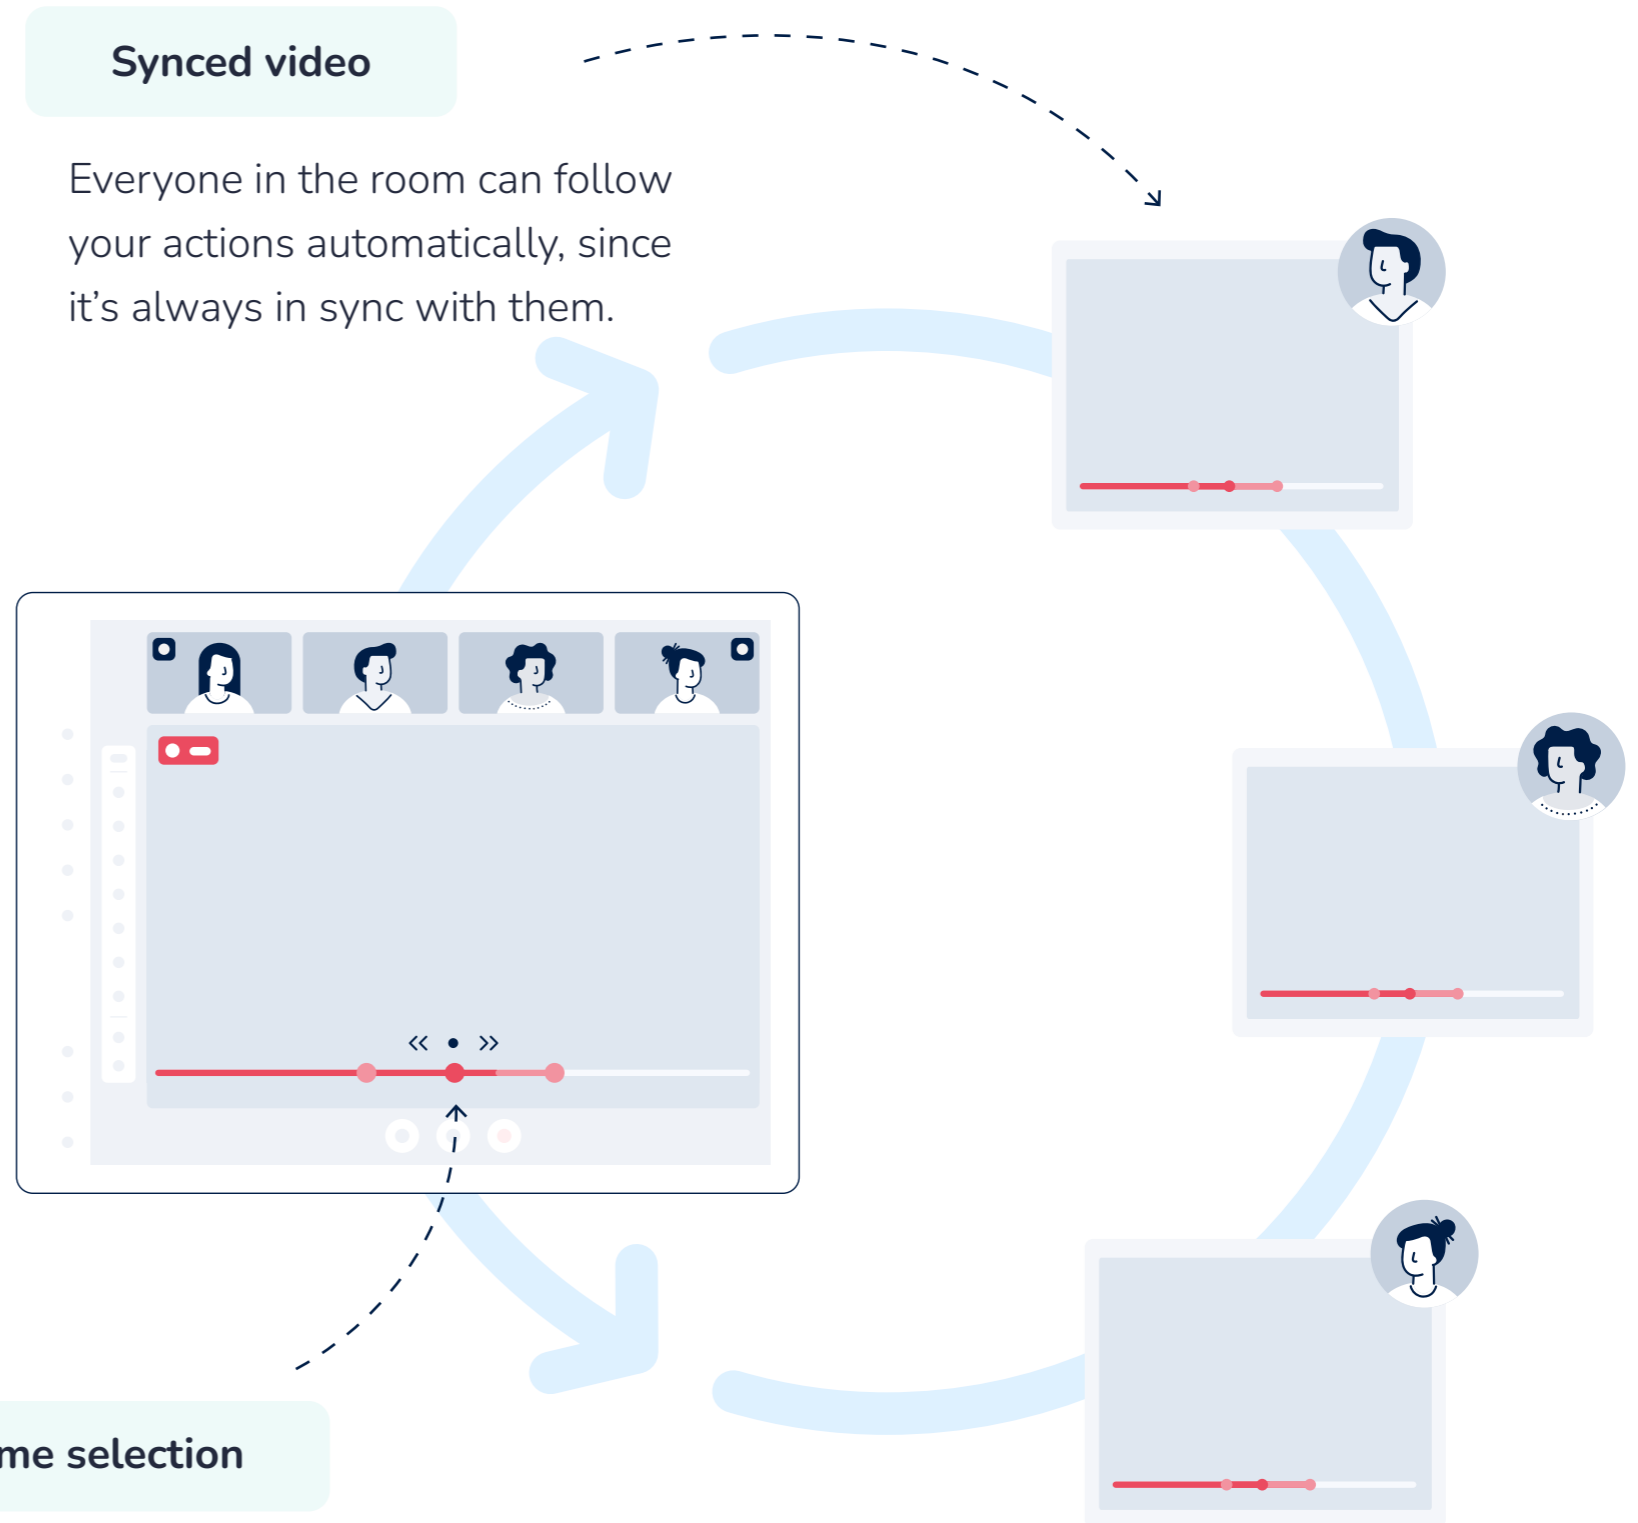 Synced video
Everyone in the room can follow
your actions automatically, since
it’s always in sync with them.
selection